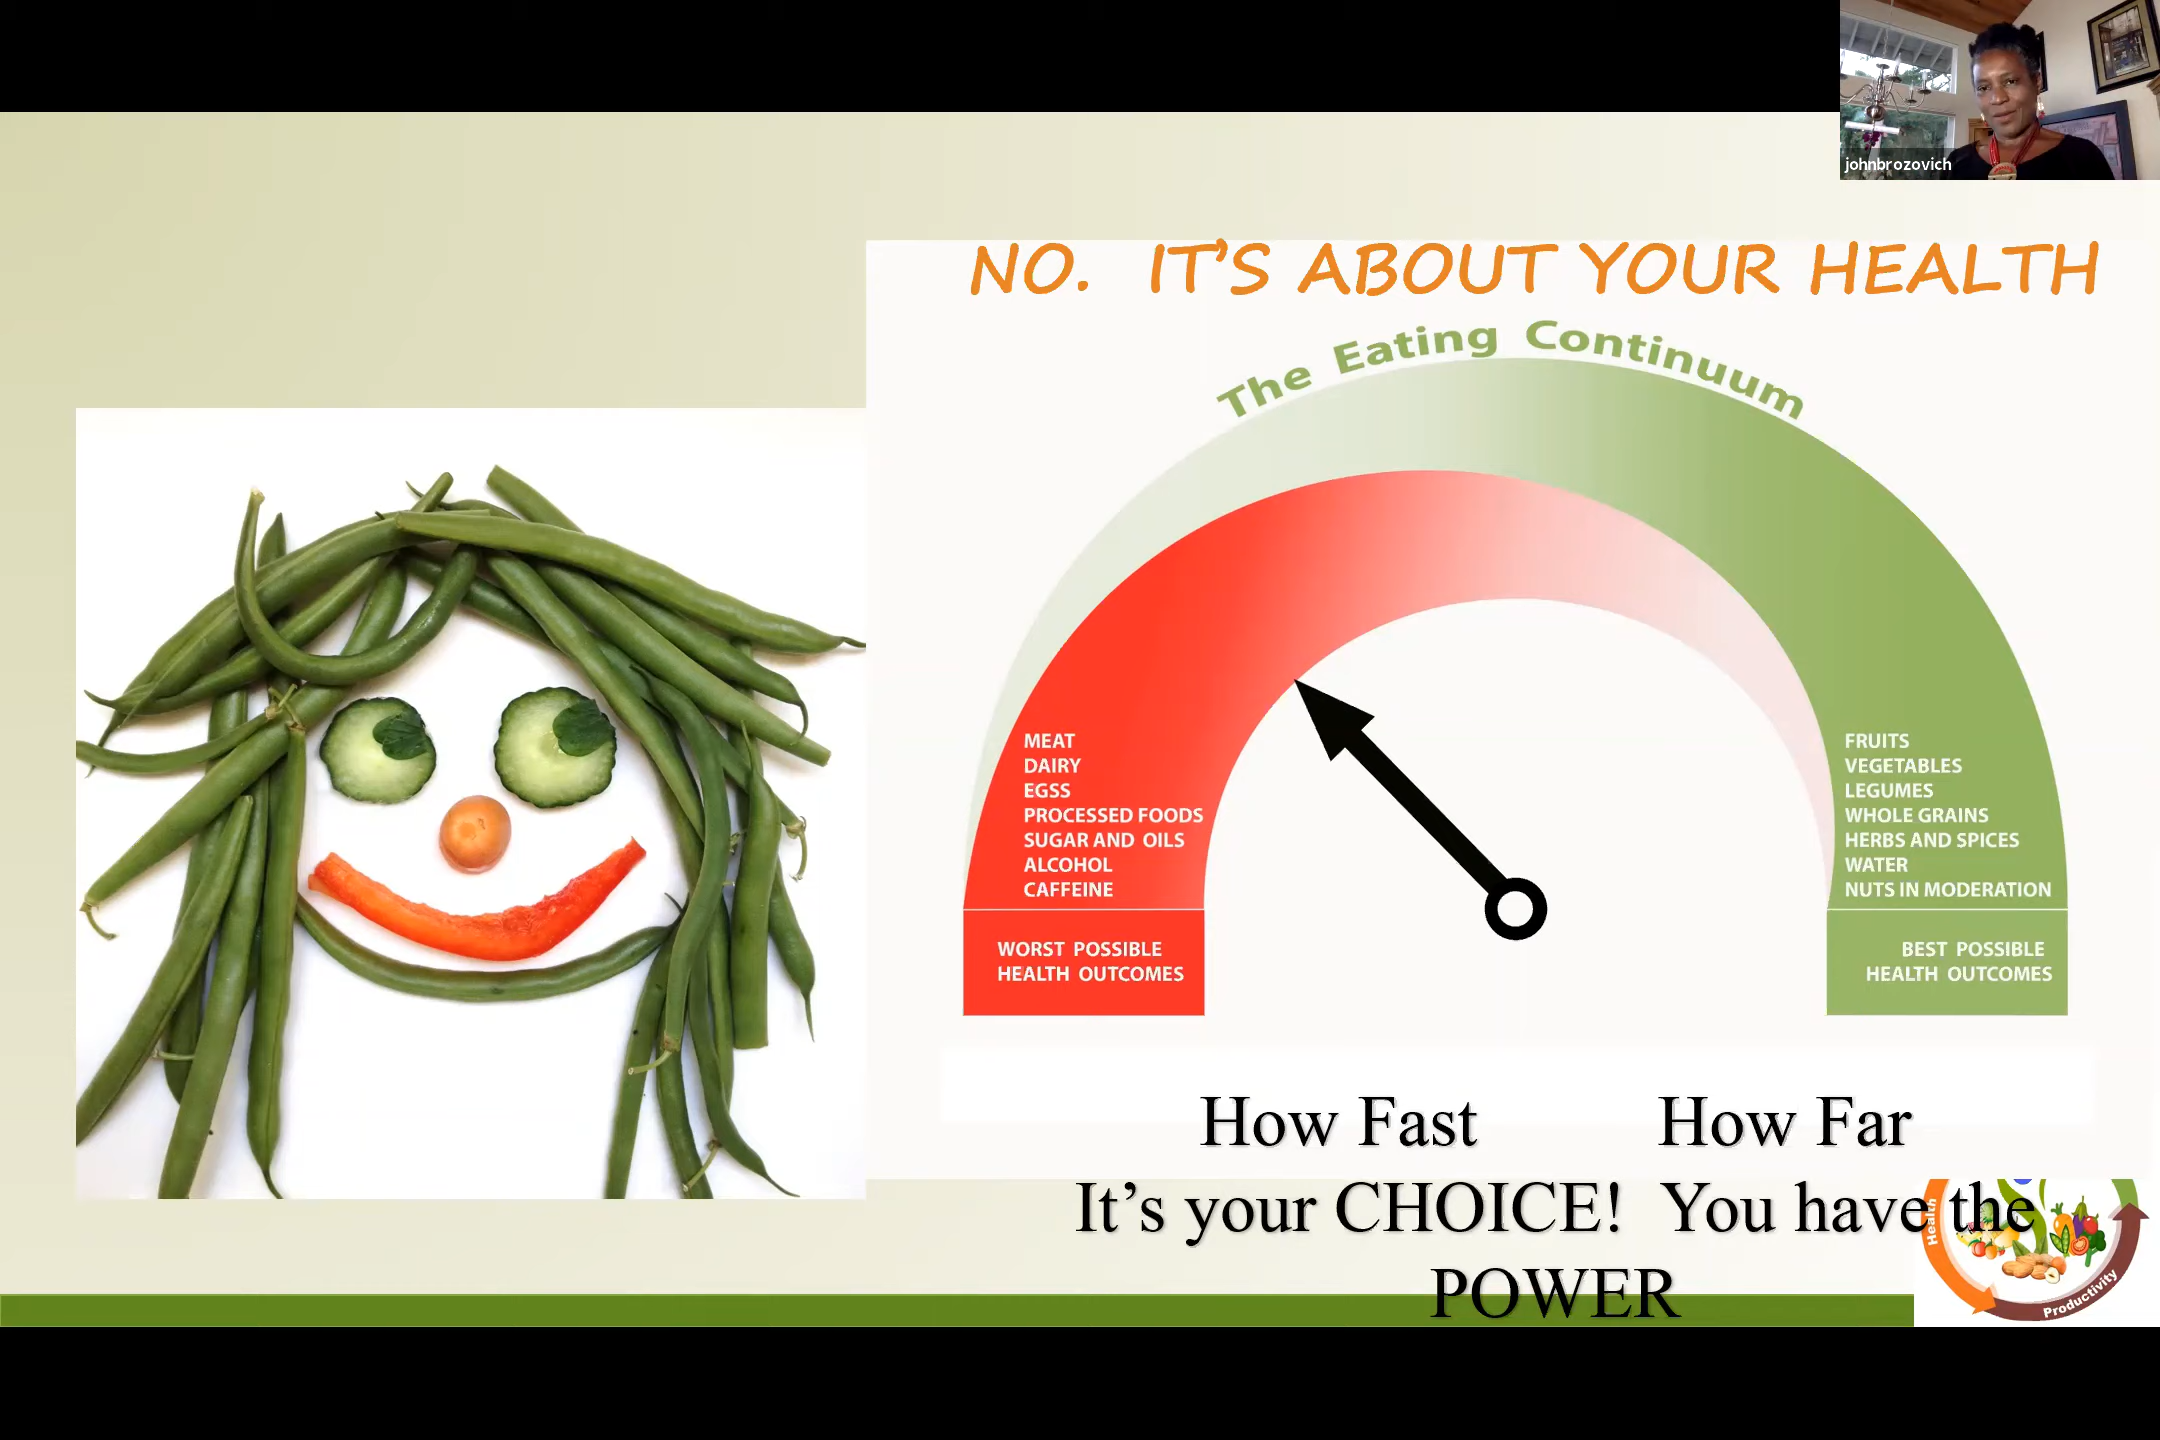 johnbrozovich
NO. IT'S ABOUT YOUR HEALTH
The Eating Continuum
MEAT
DAIRY
EGSS
PROCESSED FOODS
SUGAR AND OILS
ALCOHOL
CAFFEINE
WORST POSSIBLE
HEALTH OUTCOMES
FRUITS
VEGETABLES
LEGUMES
WHOLE GRAINS
HERBS AND SPICES
WATER
NUTS IN MODERATION
BEST POSSIBLE
HEALTH OUTCOMES
How Fast How Far
It's your CHOICE! You have the
POWER
Health
Productivity